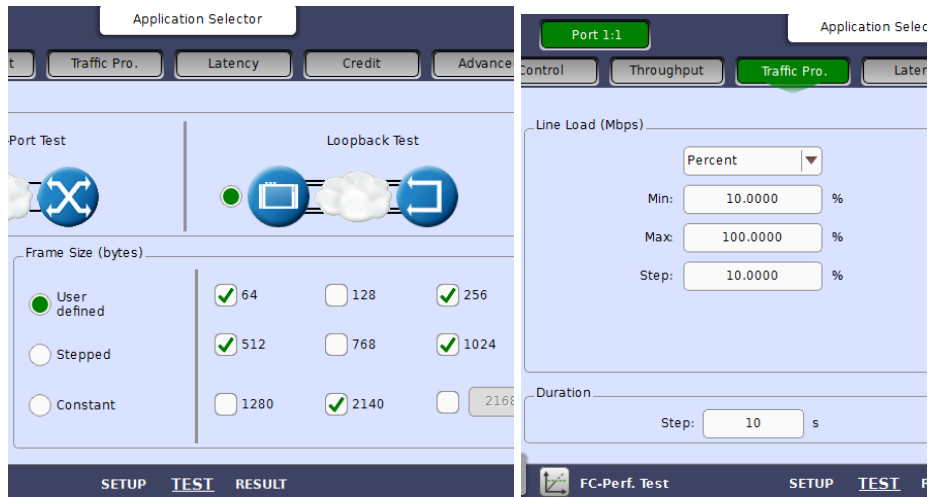 Application Selector
t Traffic Pro. Latency Credit Advance
Port Test Loopback Test
Frame Size (bytes)
User
defined
64 128 256
Stepped
512 768 1024
Constant
1280 2140 2168
SETUP TEST RESULT
Port 1:1 Application Selec
Control Throughput Traffic Pro. Laten
Line Load (Mbps)
Percent
Min: 10.0000 %
Max: 100.0000 %
Step: 10.0000 %
Duration
Step: 10 s
FC-Perf. Test SETUP TEST R